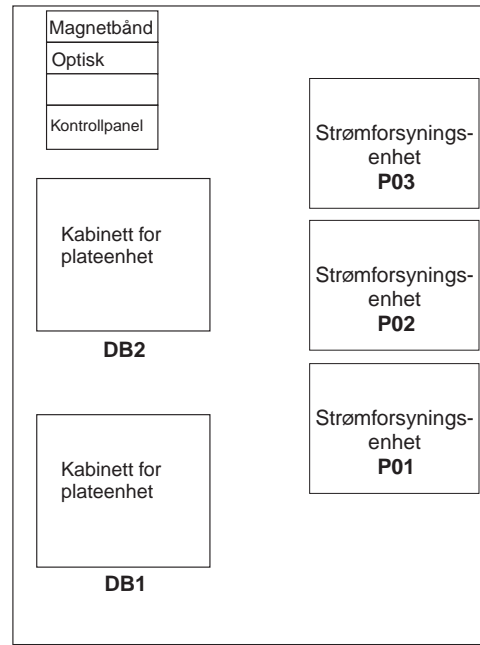 Magnetbånd
Optisk
Kontrollpanel
Kabinett for
plateenhet
DB2
Kabinett for
plateenhet
DB1
Strømforsynings-
enhet
P03
Strømforsynings-
enhet
P02
Strømforsynings-
enhet
P01